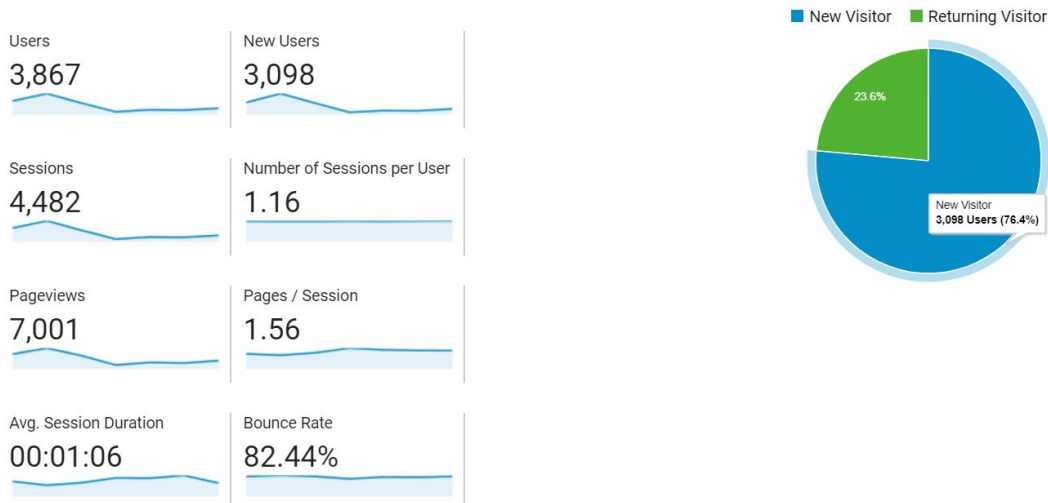 New Visitor Returning Visitor
Users New Users
3,867 3,098
Sessions Number of Sessions per User
4,482 1.16
Pageviews Pages / Session
7,001 1.56
Avg. Session Duration Bounce Rate
00:01:06 82.44%
23.6%
New Visitor
3,098 Users (76.4%)